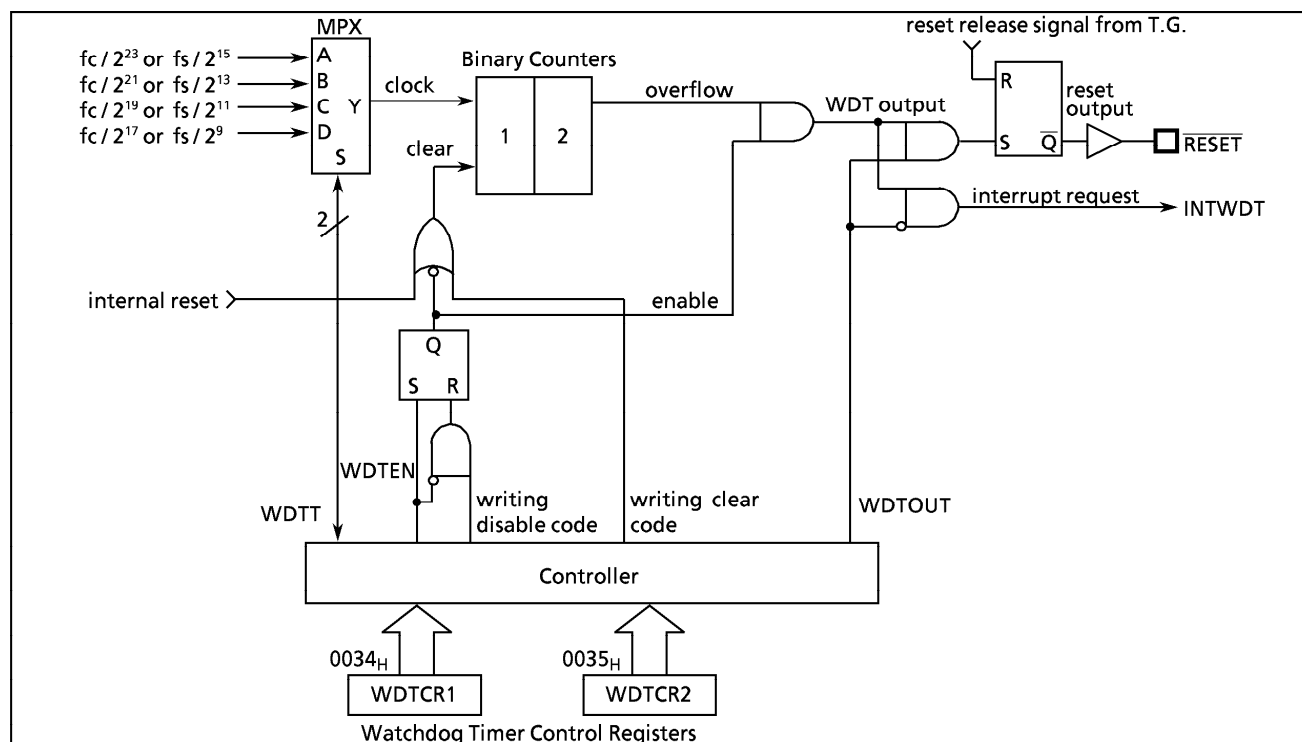 reset release signal from T.G.
MPX
fc / 2²³ or fs / 2¹⁵
fc / 2²¹ or fs / 2¹³
fc / 2¹⁹ or fs / 2¹¹
fc / 2¹⁷ or fs / 2⁹
A
B
C
D
Y
S
clock
clear
Binary Counters
1
2
overflow
WDT output
R
S
Q̅
reset
output
R̅E̅S̅E̅T̅
interrupt request
INTWDT
2
internal reset
enable
Q
S R
WDTEN
WDTT
writing
disable code
writing clear
code
WDTOUT
Controller
0034H
0035H
WDTCR1
WDTCR2
Watchdog Timer Control Registers